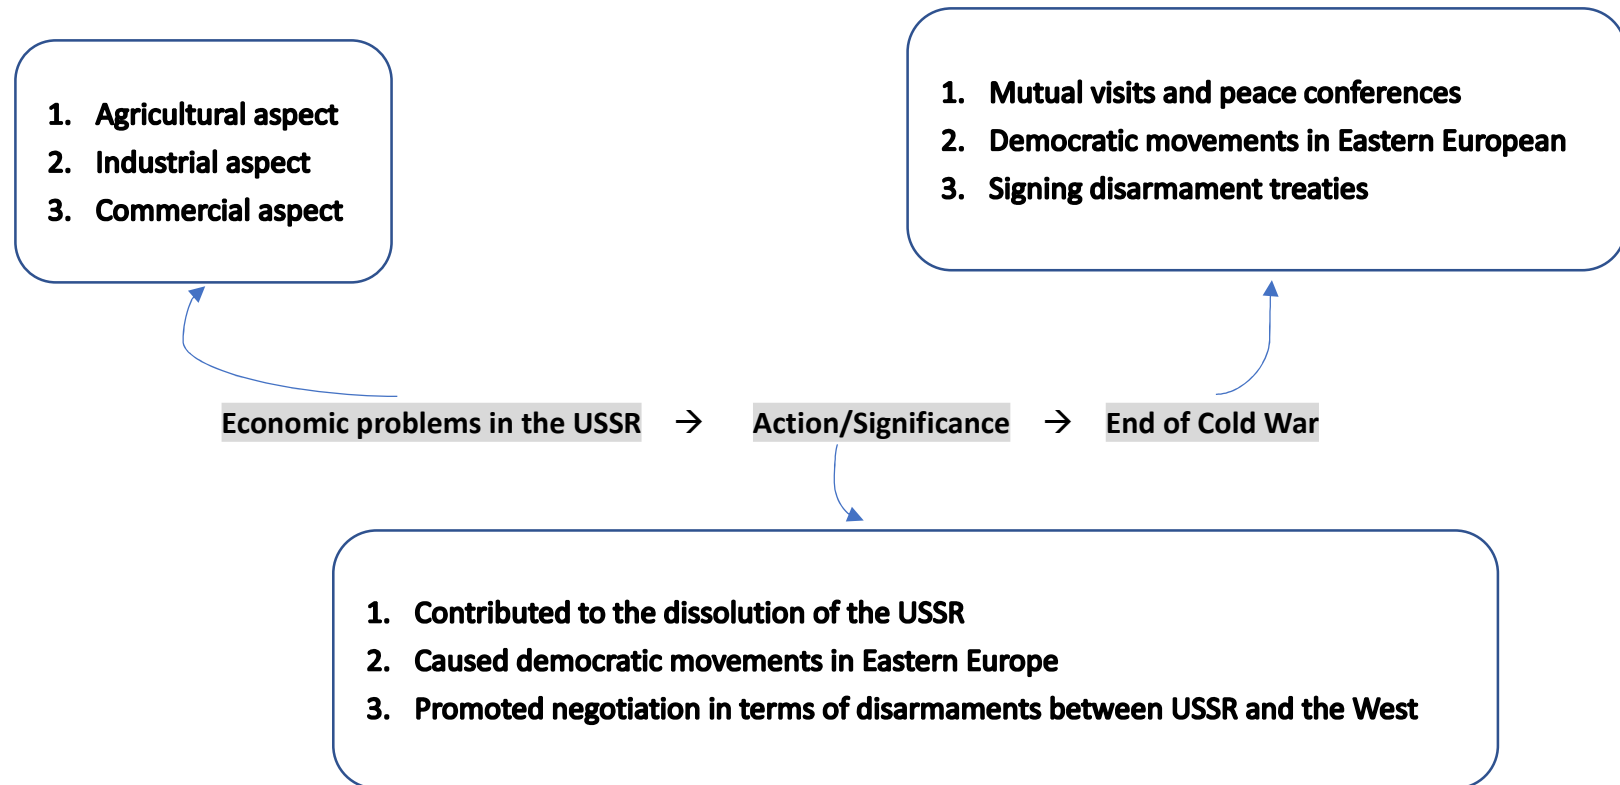 1. Agricultural aspect
2. Industrial aspect
3. Commercial aspect
1. Mutual visits and peace conferences
2. Democratic movements in Eastern European
3. Signing disarmament treaties
Economic problems in the USSR → Action/Significance → End of Cold War
1. Contributed to the dissolution of the USSR
2. Caused democratic movements in Eastern Europe
3. Promoted negotiation in terms of disarmaments between USSR and the West